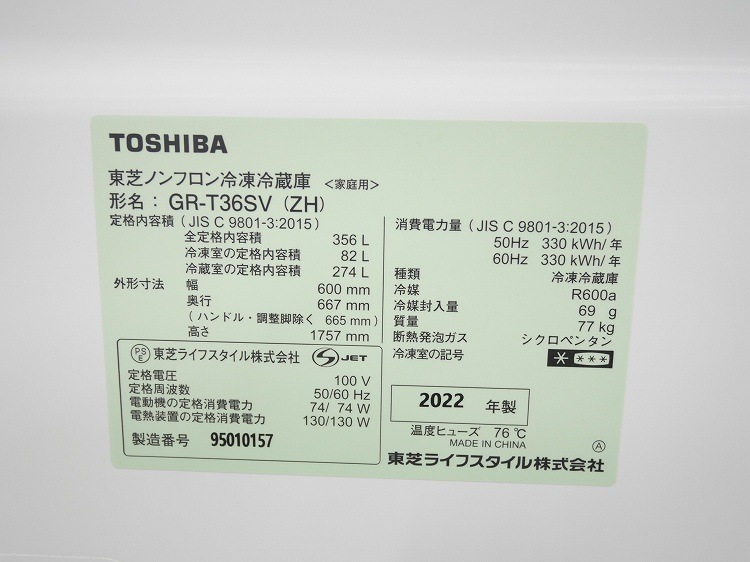 TOSHIBA
東芝ノンフロン冷凍冷蔵庫 <家庭用>
形名： GR-T36SV (ZH)
定格内容積 ( JIS C 9801-3:2015 )
全定格内容積 356 L
冷凍室の定格内容積 82 L
冷蔵室の定格内容積 274 L
外形寸法 幅 600 mm
奥行 667 mm
( ハンドル・調整脚除く 665 mm )
高さ 1757 mm
PSE 東芝ライフスタイル株式会社 S JET
定格電圧 100 V
定格周波数 50/60 Hz
電動機の定格消費電力 74/ 74 W
電熱装置の定格消費電力 130/130 W
製造番号 95010157
消費電力量 ( JIS C 9801-3:2015 )
50Hz 330 kWh/ 年
60Hz 330 kWh/ 年
種類 冷凍冷蔵庫
冷媒 R600a
冷媒封入量 69 g
質量 77 kg
断熱発泡ガス シクロペンタン
冷凍室の記号 * ***
2022 年製
温度ヒューズ 76 ℃
MADE IN CHINA
Ⓐ
東芝ライフスタイル株式会社